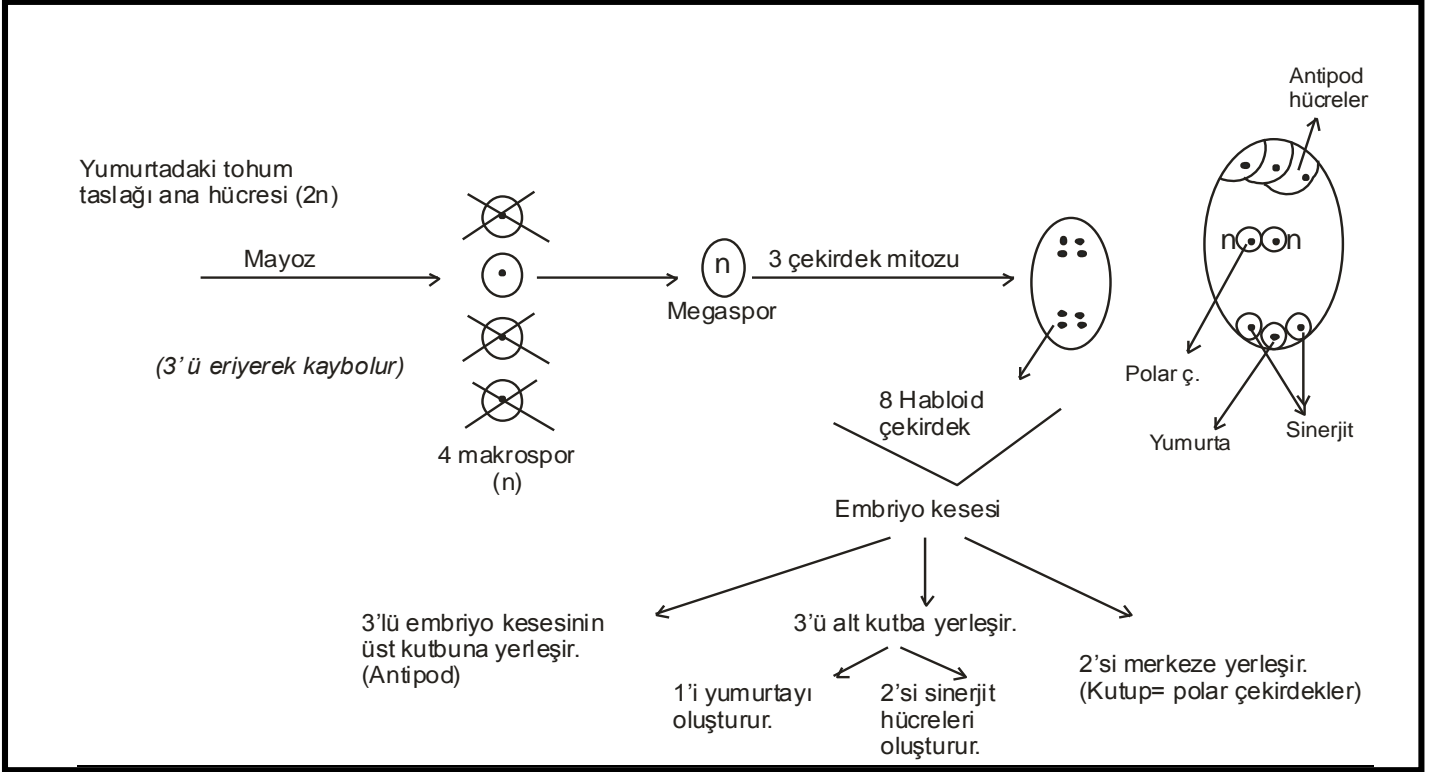 Antipod
hücreler
Yumurtadaki tohum
taslağı ana hücresi (2n)
Mayoz
(3’ ü eriyerek kaybolur)
4 makrospor
(n)
n
Megaspor
3 çekirdek mitozu
8 Habloid
çekirdek
n n
Polar ç.
Yumurta
Sinerjit
Embriyo kesesi
3’lü embriyo kesesinin
üst kutbuna yerleşir.
(Antipod)
3’ü alt kutba yerleşir.
1’i yumurtayı
oluşturur.
2’si sinerjit
hücreleri
oluşturur.
2’si merkeze yerleşir.
(Kutup= polar çekirdekler)